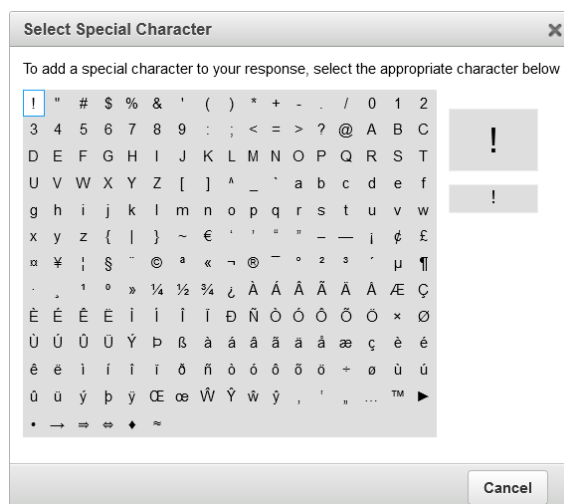 Select Special Character
To add a special character to your response, select the appropriate character below
! " # $ % & ' ( ) * + - . / 0 1 2
3 4 5 6 7 8 9 : ; < = > ? @ A B C
!
D E F G H I J K L M N O P Q R S T
U V W X Y Z [ ] ^ _ ` a b c d e f
!
g h i j k l m n o p q r s t u v w
x y z { | } ~ € ‘ ’ “ ” – — ¡ ¢ £
¤ ¥ ¦ § ¨ © ª « ¬ ® ¯ ° ² ³ ´ µ ¶
· ¸ ¹ º » ¼ ½ ¾ ¿ À Á Â Ã Ä Å Æ Ç
È É Ê Ë Ì Í Î Ï Ð Ñ Ò Ó Ô Õ Ö × Ø
Ù Ú Û Ü Ý Þ ß à á â ã ä å æ ç è é
ê ë ì í î ï ð ñ ò ó ô õ ö ÷ ø ù ú
û ü ý þ ÿ Œ œ Ŵ Ŷ ŵ ŷ ‚ ‛ „ … ™ ►
• → ⇒ ⇔ ♦ ≈
Cancel